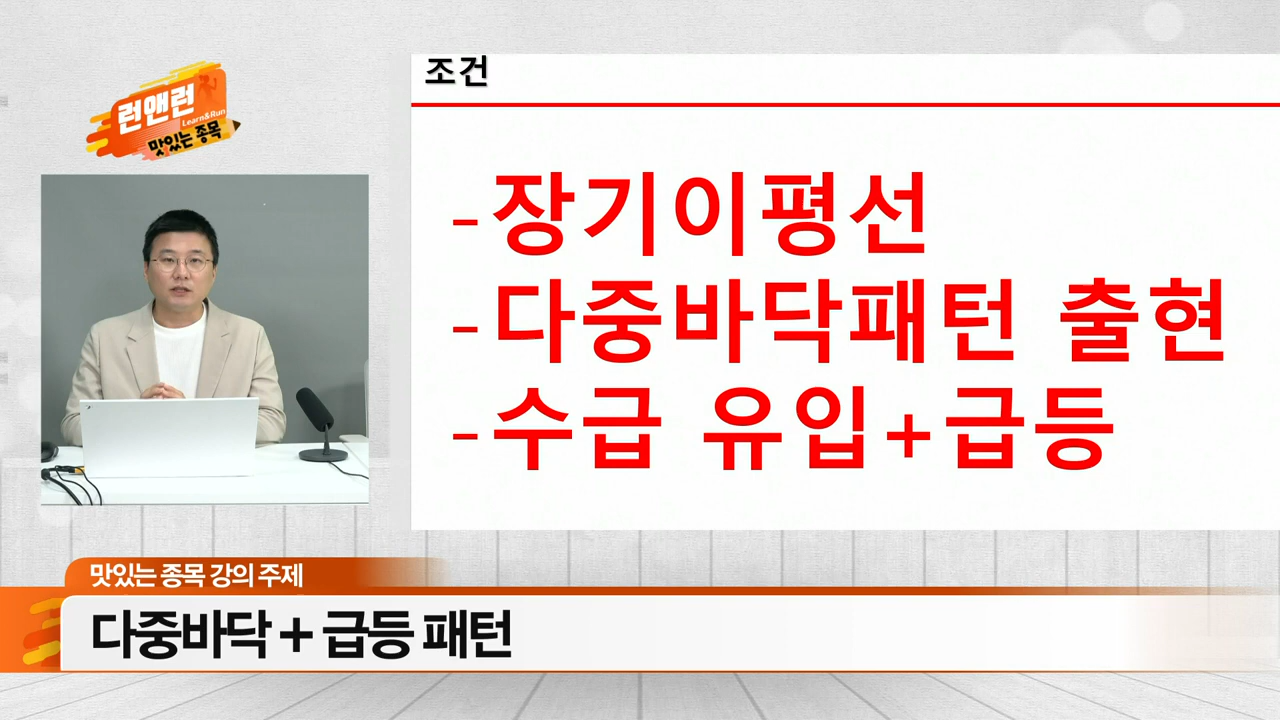 조건
런앤런
Learn&Run
맛있는 종목
-장기이평선
-다중바닥패턴 출현
-수급 유입+급등
맛있는 종목 강의 주제
다중바닥 + 급등 패턴